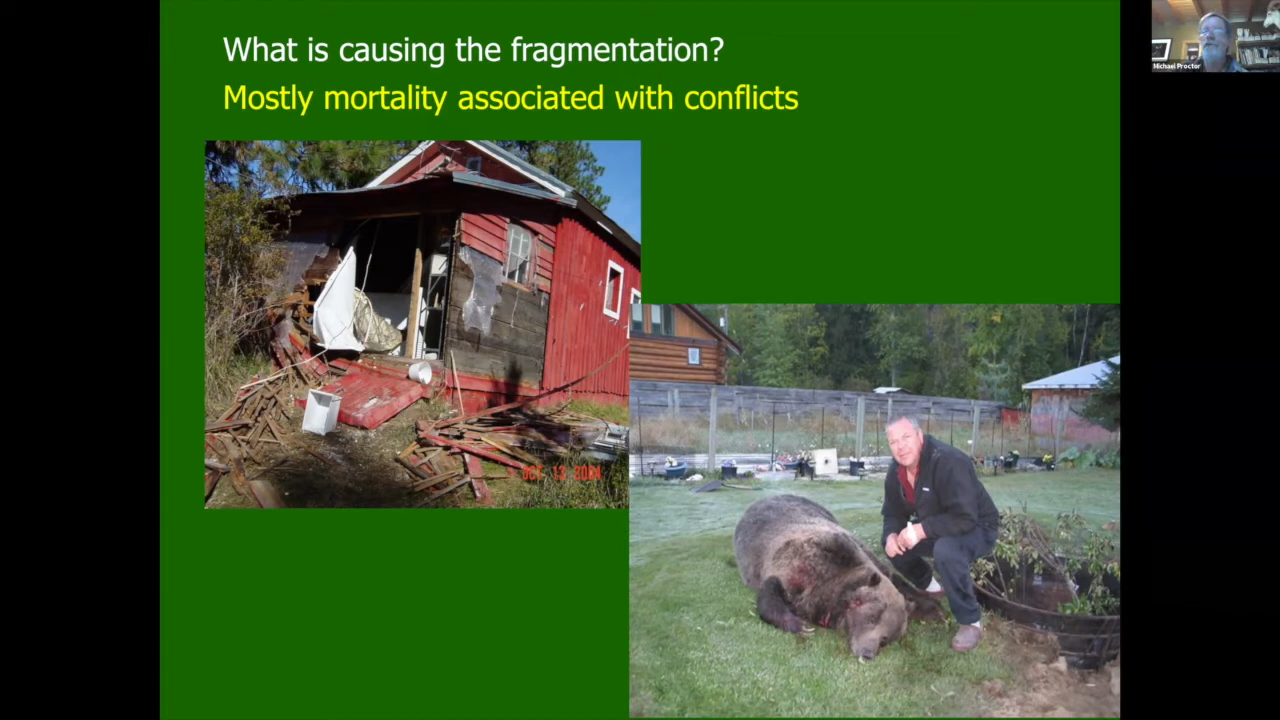 What is causing the fragmentation?
Mostly mortality associated with conflicts
Michael Proctor
OCT 13 2004